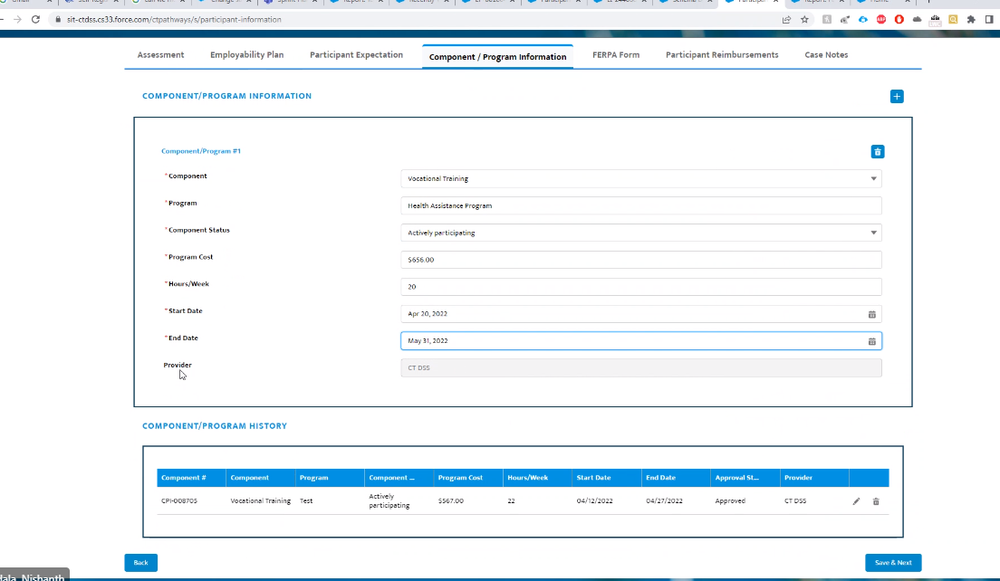 sit-ctdss.cs33.force.com/ctpathways/s/participant-information
Assessment Employability Plan Participant Expectation Component / Program Information FERPA Form Participant Reimbursements Case Notes
COMPONENT/PROGRAM INFORMATION
Component/Program #1
*Component Vocational Training
*Program Health Assistance Program
*Component Status Actively participating
*Program Cost $656.00
*Hours/Week 20
*Start Date Apr 20, 2022
*End Date May 31, 2022
Provider CT DSS
COMPONENT/PROGRAM HISTORY
Component # Component Program Component ... Program Cost Hours/Week Start Date End Date Approval St... Provider
CPI-008705 Vocational Training Test Actively participating $567.00 22 04/12/2022 04/27/2022 Approved CT DSS
Back Save & Next